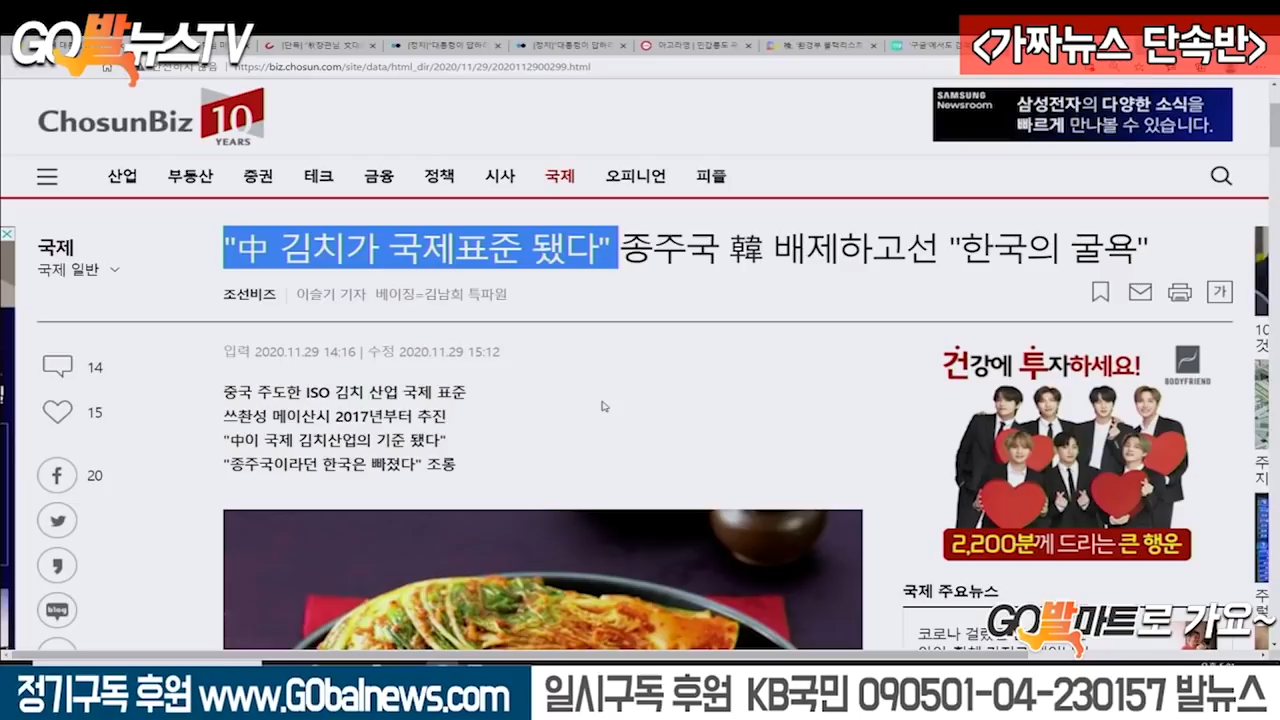 GO발뉴스TV
<가짜뉴스 단속반>
https://biz.chosun.com/site/data/html_dir/2020/11/29/2020112900299.html
ChosunBiz 10 YEARS
SAMSUNG Newsroom
삼성전자의 다양한 소식을
빠르게 만나볼 수 있습니다.
산업 부동산 증권 테크 금융 정책 시사 국제 오피니언 피플
국제
국제 일반
"中 김치가 국제표준 됐다" 종주국 韓 배제하고선 "한국의 굴욕"
조선비즈 이슬기 기자 베이징=김남희 특파원
가
입력 2020.11.29 14:16 | 수정 2020.11.29 15:12
14
15
20
blog
중국 주도한 ISO 김치 산업 국제 표준
쓰촨성 메이산시 2017년부터 추진
"中이 국제 김치산업의 기준 됐다"
"종주국이라던 한국은 빠졌다" 조롱
건강에 투자하세요!
BODYFRIEND
2,200분께 드리는 큰 행운
국제 주요뉴스
코로나 걸렸
GO발마트로 가요~
정기구독 후원 www.GObalnews.com
일시구독 후원 KB국민 090501-04-230157 발뉴스